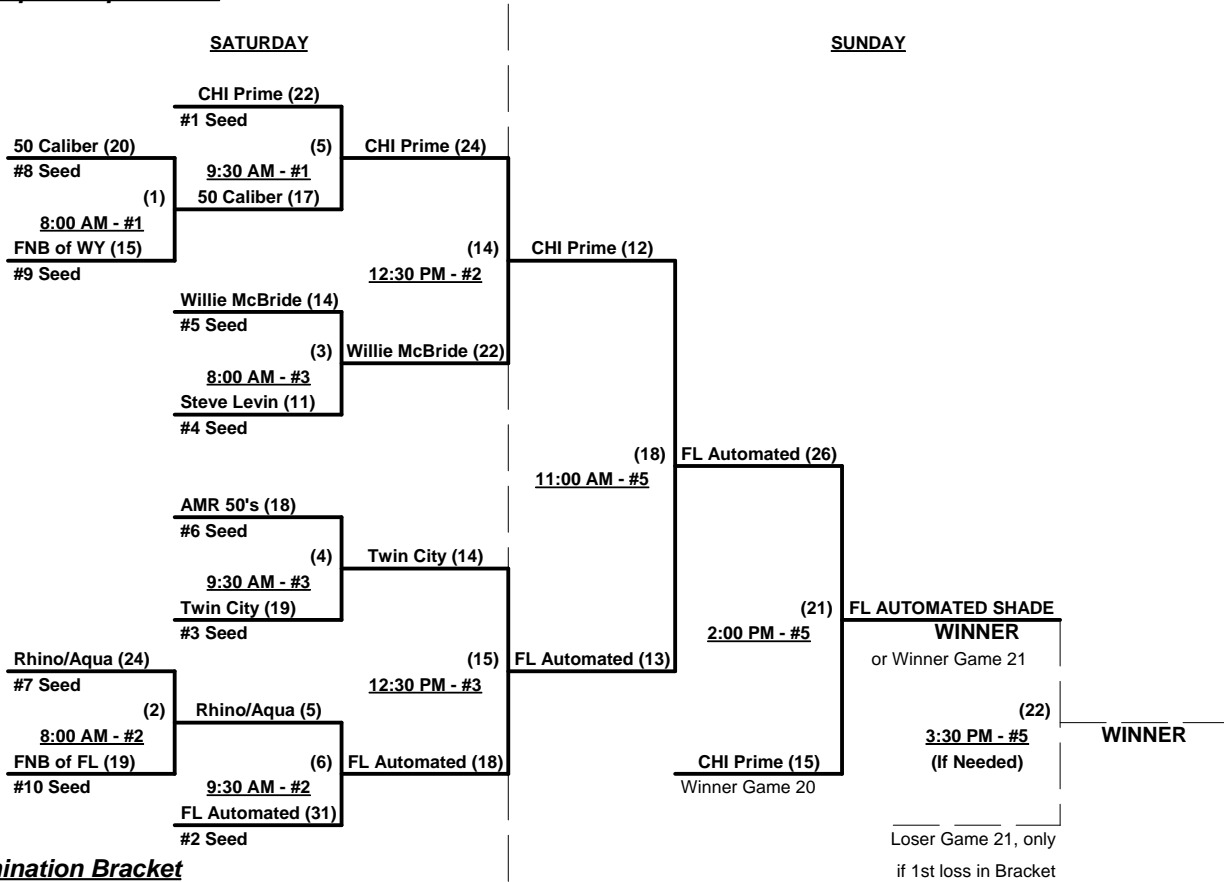 SATURDAY
SUNDAY
CHI Prime (22)
#1 Seed
50 Caliber (20)
(5)
CHI Prime (24)
#8 Seed
9:30 AM - #1
(1)
50 Caliber (17)
8:00 AM - #1
FNB of WY (15)
(14)
CHI Prime (12)
#9 Seed
12:30 PM - #2
Willie McBride (14)
#5 Seed
(3)
Willie McBride (22)
8:00 AM - #3
Steve Levin (11)
#4 Seed
(18)
FL Automated (26)
11:00 AM - #5
AMR 50's (18)
#6 Seed
(4)
Twin City (14)
9:30 AM - #3
Twin City (19)
(21)
FL AUTOMATED SHADE
#3 Seed
2:00 PM - #5
WINNER
Rhino/Aqua (24)
(15)
FL Automated (13)
or Winner Game 21
#7 Seed
12:30 PM - #3
(2)
Rhino/Aqua (5)
(22)
8:00 AM - #2
3:30 PM - #5
WINNER
FNB of FL (19)
(6)
FL Automated (18)
CHI Prime (15)
(If Needed)
#10 Seed
9:30 AM - #2
Winner Game 20
FL Automated (31)
#2 Seed
Loser Game 21, only
ination Bracket
if 1st loss in Bracket